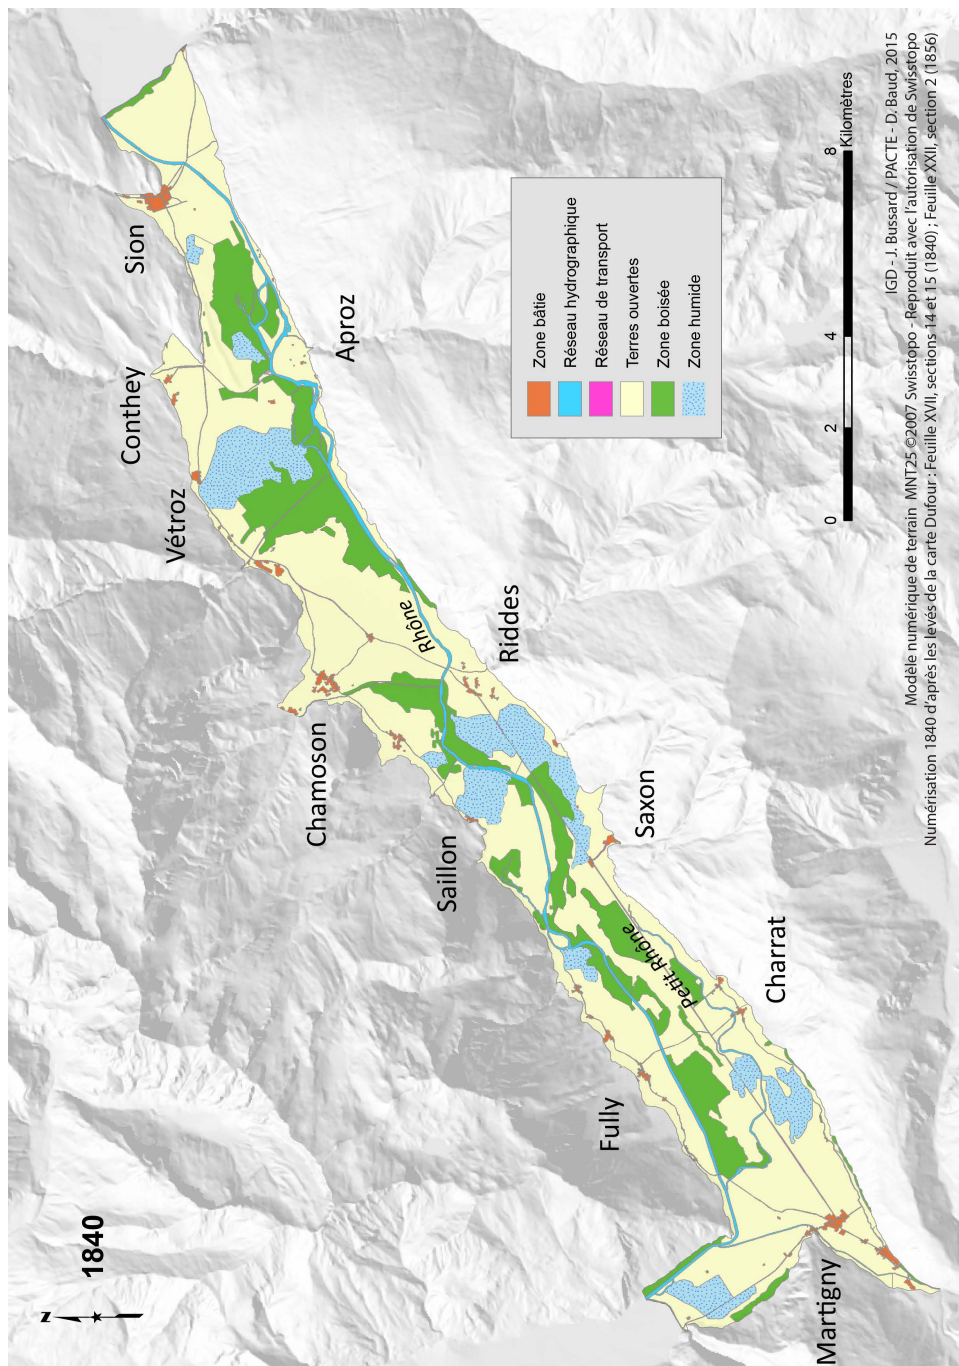 1840
N
Sion
Conthey
Vétroz
Aproz
Chamoson
Rhône
Riddes
Saillon
Saxon
Petit Rhône
Charrat
Fully
Martigny
Zone bâtie
Réseau hydrographique
Réseau de transport
Terres ouvertes
Zone boisée
Zone humide
0 2 4 8
Kilomètres
IGD - J. Bussard / PACTE - D. Baud, 2015
Modèle numérique de terrain MNT25 ©2007 Swisstopo - Reproduit avec l'autorisation de Swisstopo
Numérisation 1840 d'après les levés de la carte Dufour : Feuille XVII, sections 14 et 15 (1840) ; Feuille XXII, section 2 (1856)